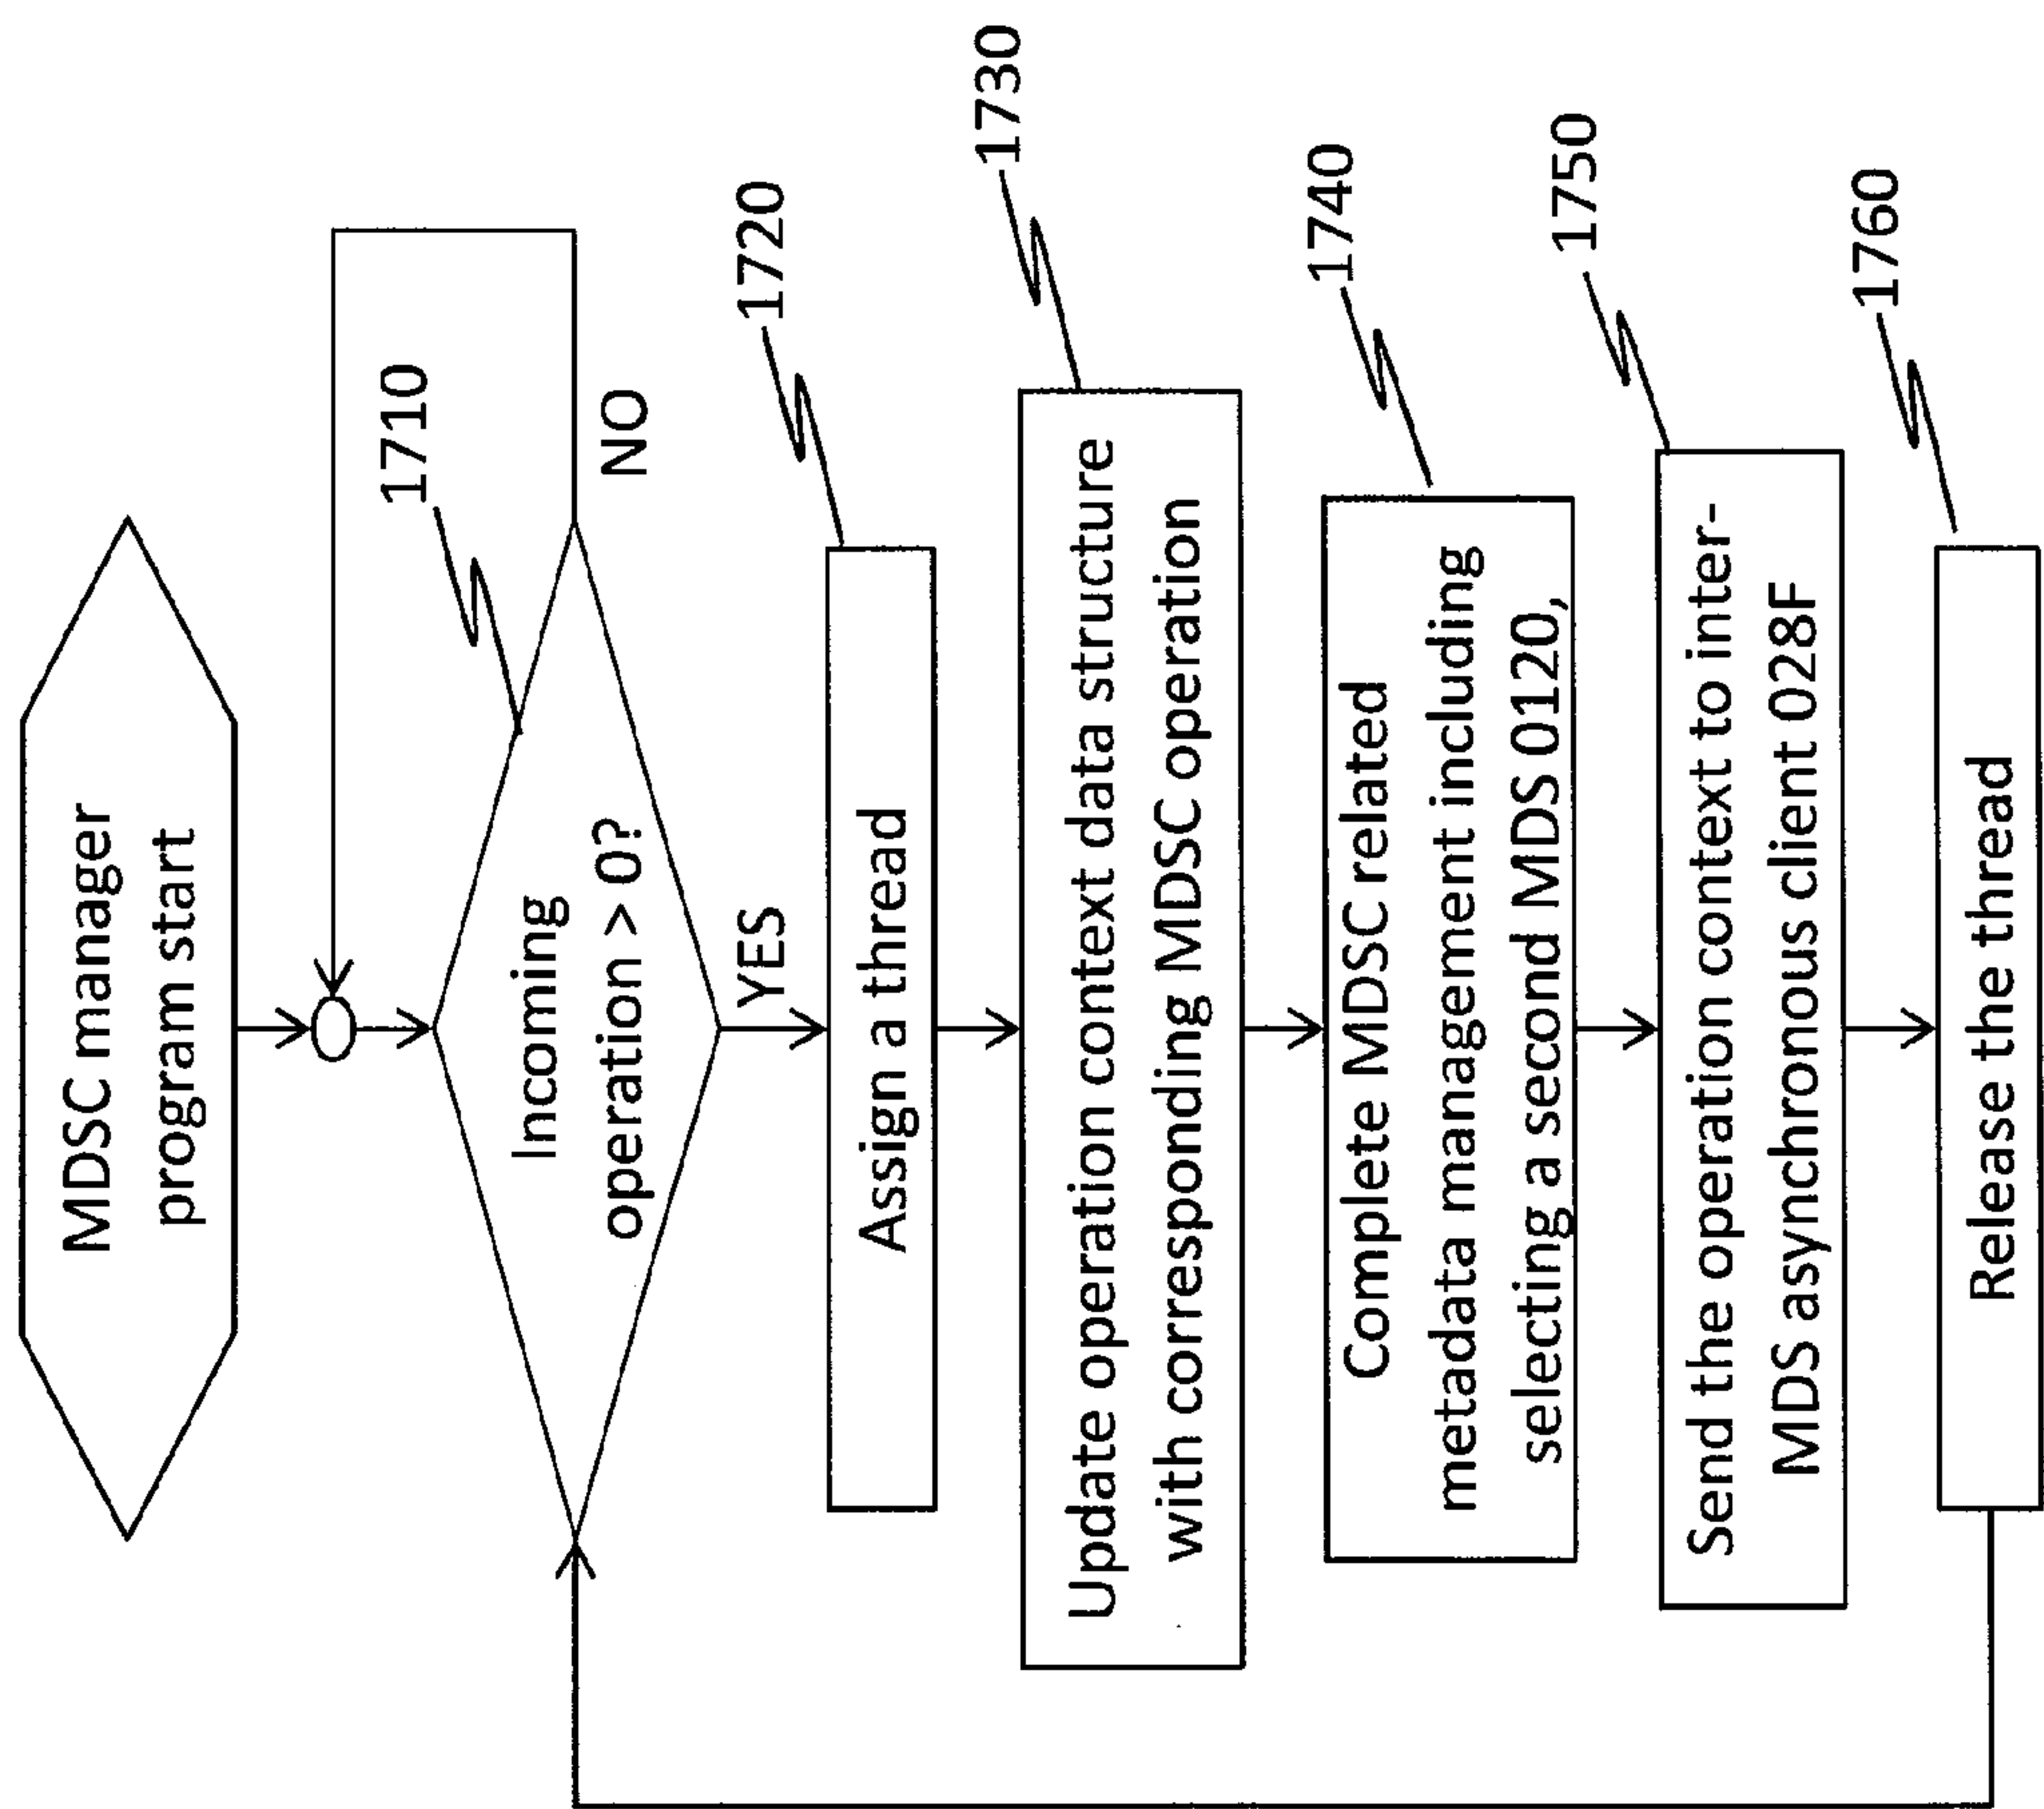 MDSC manager
program start
1710
Incoming
operation > 0?
NO
YES
1720
Assign a thread
1730
Update operation context data structure
with corresponding MDSC operation
1740
Complete MDSC related
metadata management including
selecting a second MDS 0120,
1750
Send the operation context to inter-
MDS asynchronous client 028F
1760
Release the thread